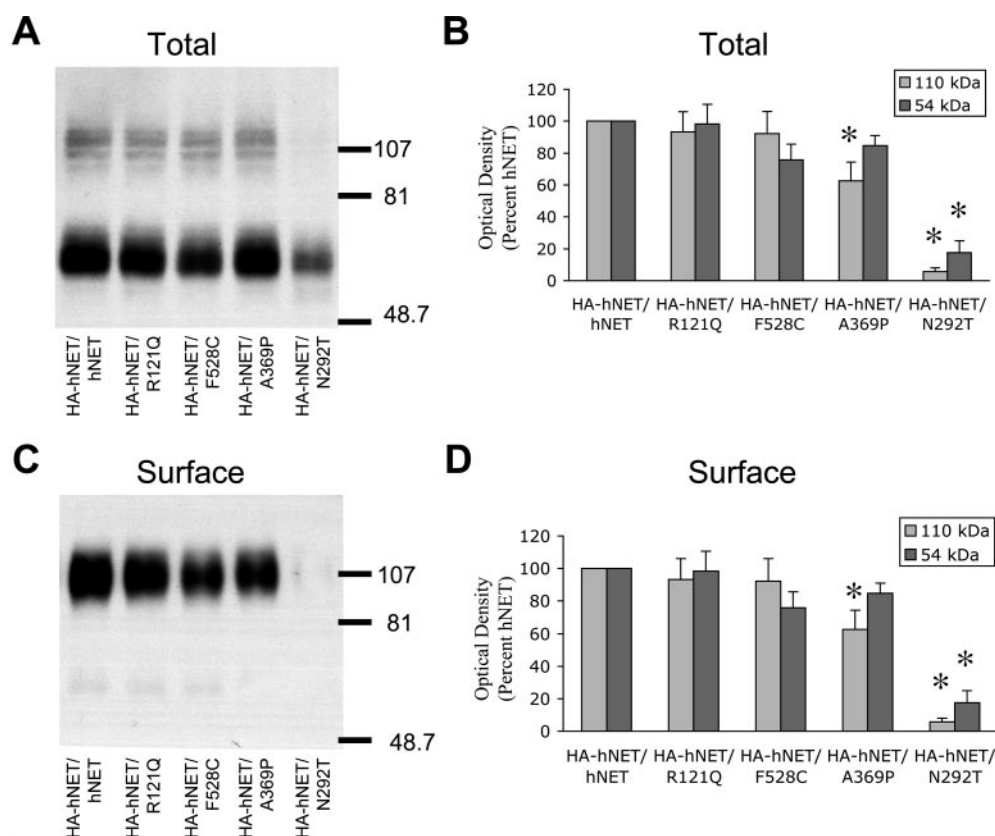 A
Total
107
81
48.7
HA-hNET/
hNET
HA-hNET/
R121Q
HA-hNET/
F528C
HA-hNET/
A369P
HA-hNET/
N292T
B
Total
110 kDa
54 kDa
Optical Density
(Percent hNET)
120
100
80
60
40
20
0
*
*
*
HA-hNET/
hNET
HA-hNET/
R121Q
HA-hNET/
F528C
HA-hNET/
A369P
HA-hNET/
N292T
C
Surface
107
81
48.7
HA-hNET/
hNET
HA-hNET/
R121Q
HA-hNET/
F528C
HA-hNET/
A369P
HA-hNET/
N292T
D
Surface
110 kDa
54 kDa
Optical Density
(Percent hNET)
120
100
80
60
40
20
0
*
*
*
HA-hNET/
hNET
HA-hNET/
R121Q
HA-hNET/
F528C
HA-hNET/
A369P
HA-hNET/
N292T